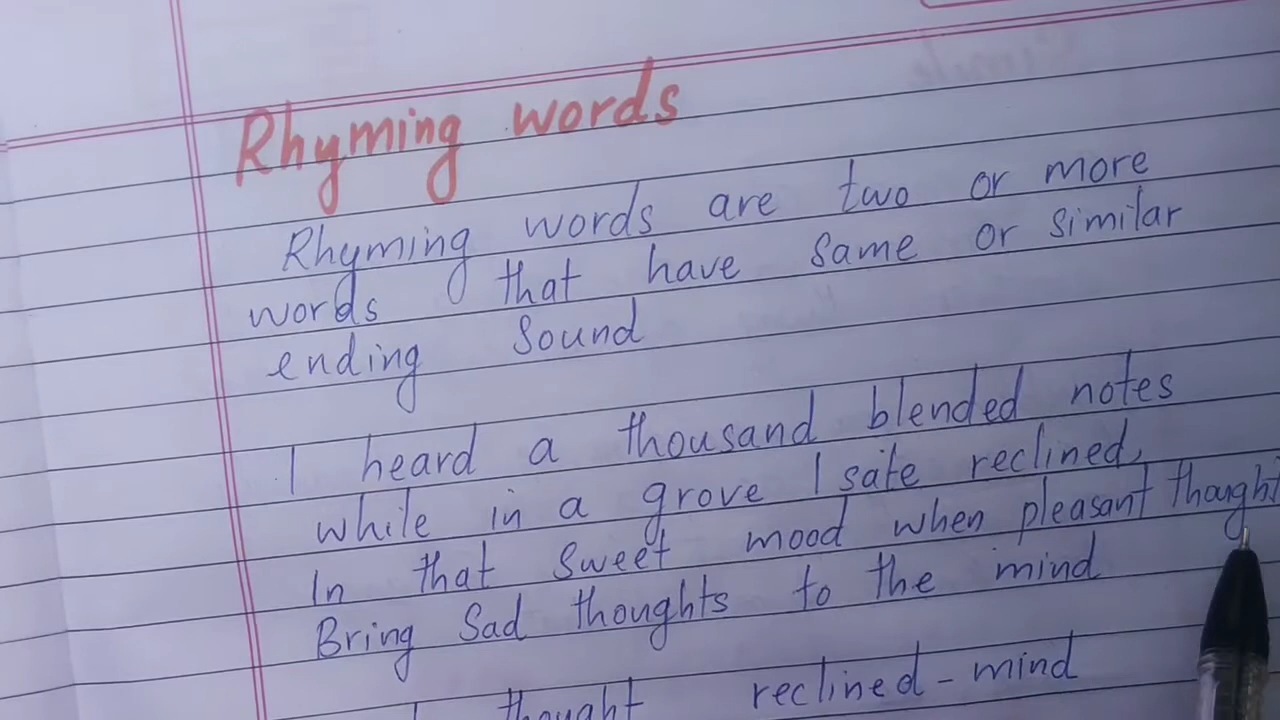 Rhyming words
Rhyming words are two or more
words that have same or similar
ending sound
I heard a thousand blended notes
while in a grove I sate reclined,
In that sweet mood when pleasant thought
Bring Sad thoughts to the mind
thought reclined - mind